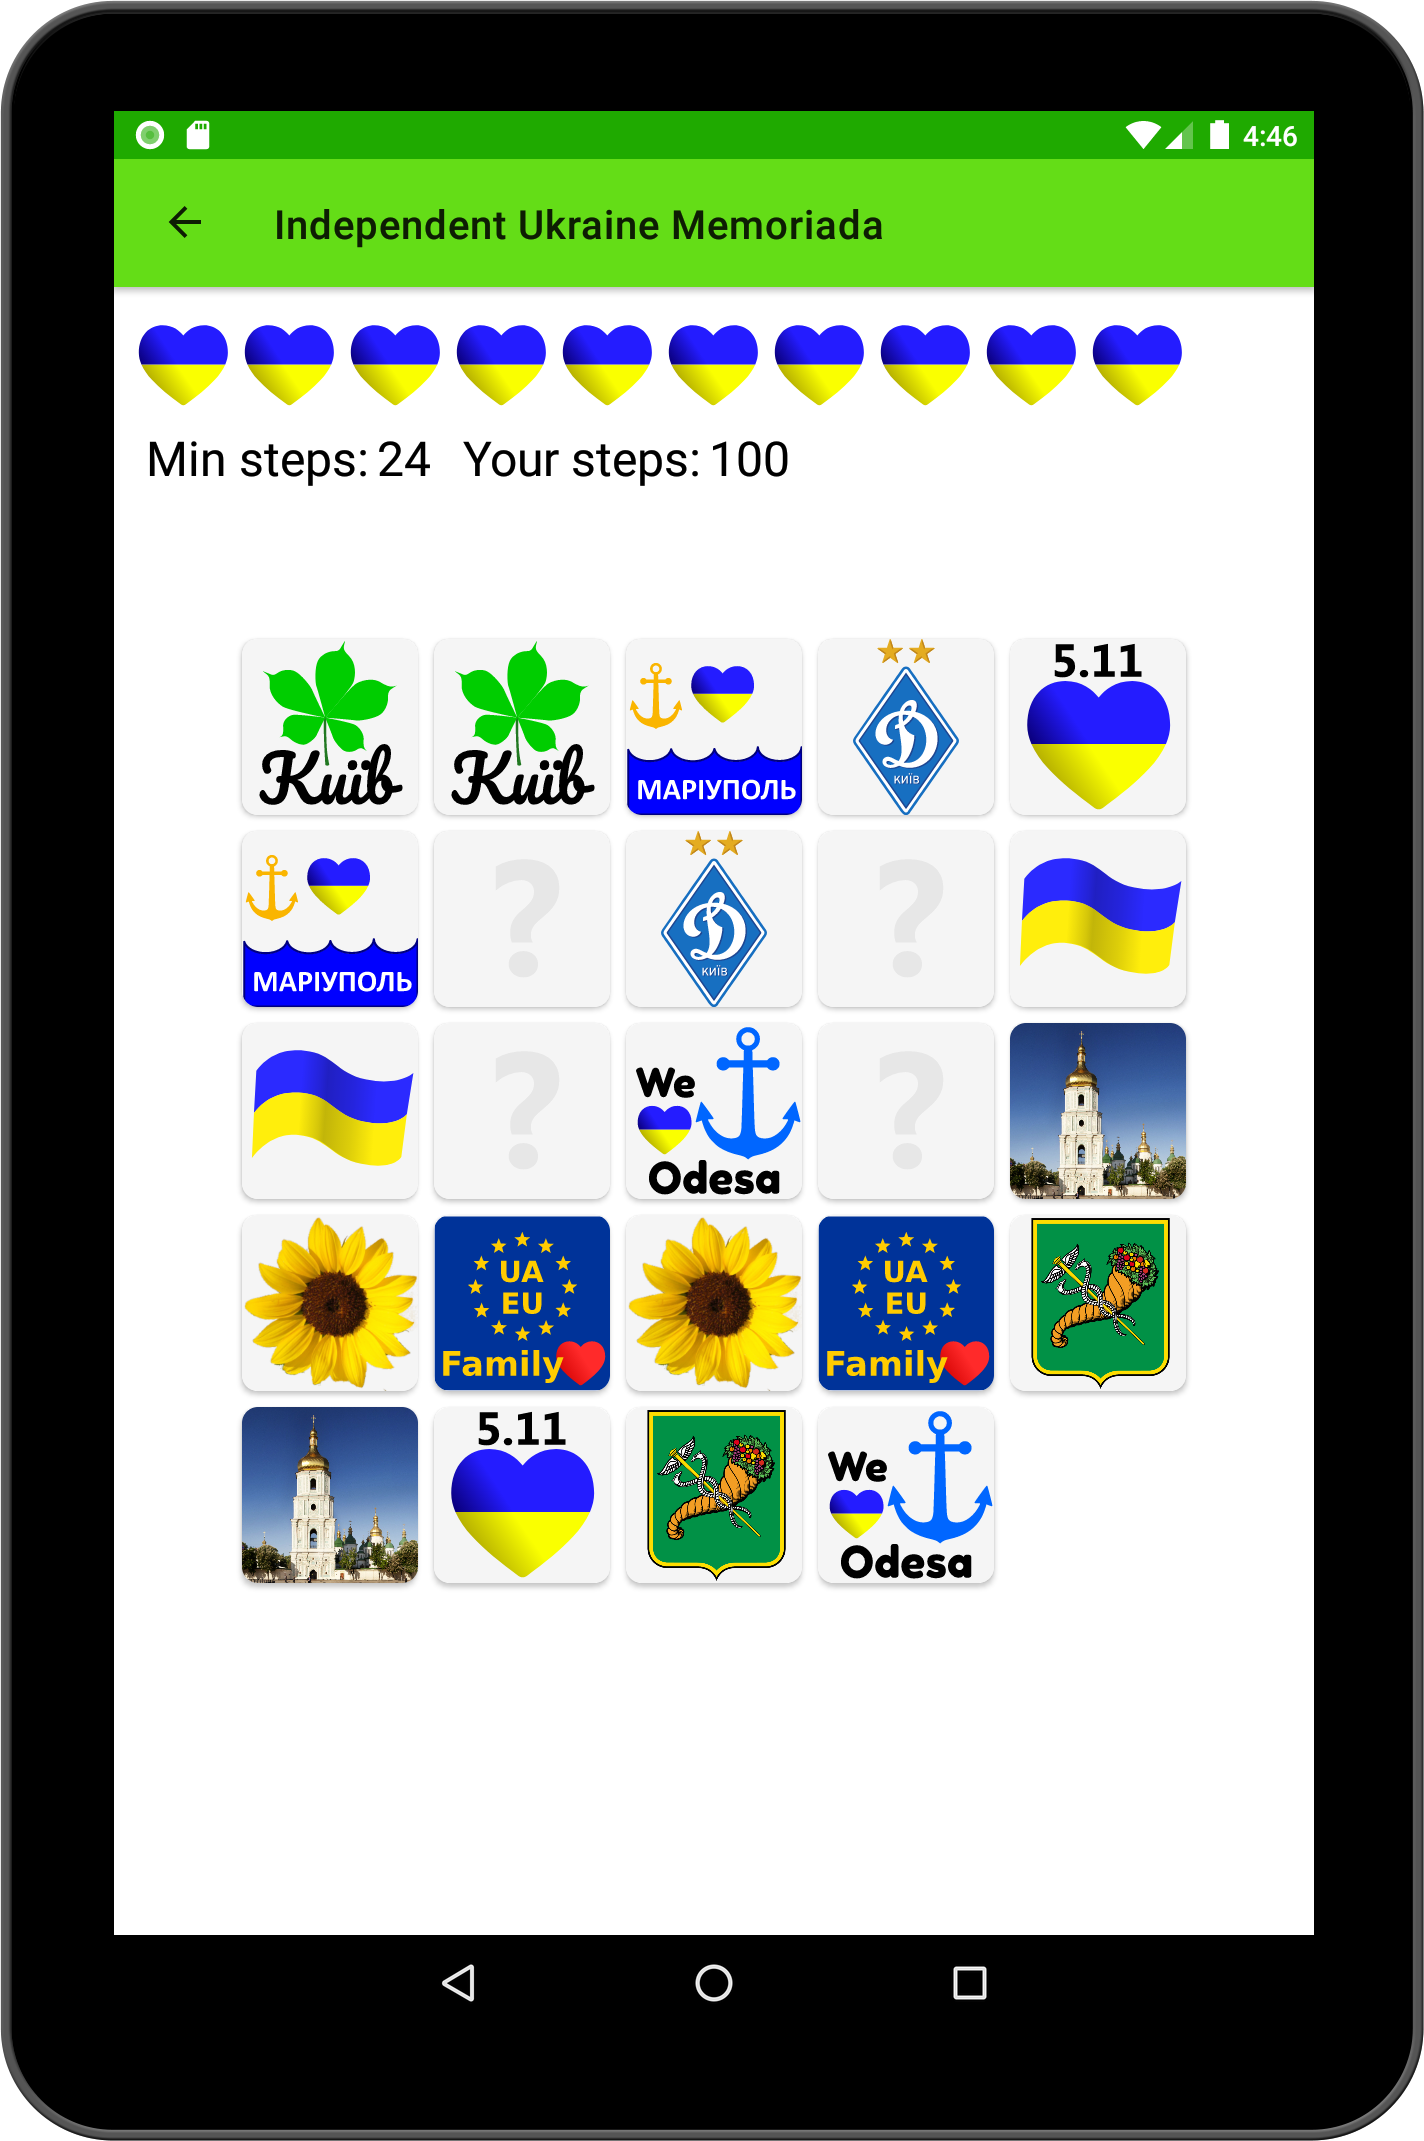 4:46
Independent Ukraine Memoriada
Min steps: 24 Your steps: 100
Київ
Київ
МАРІУПОЛЬ
Д
КИЇВ
5.11
МАРІУПОЛЬ
?
Д
КИЇВ
?
?
We
Odesa
?
UA
EU
Family
UA
EU
Family
5.11
We
Odesa